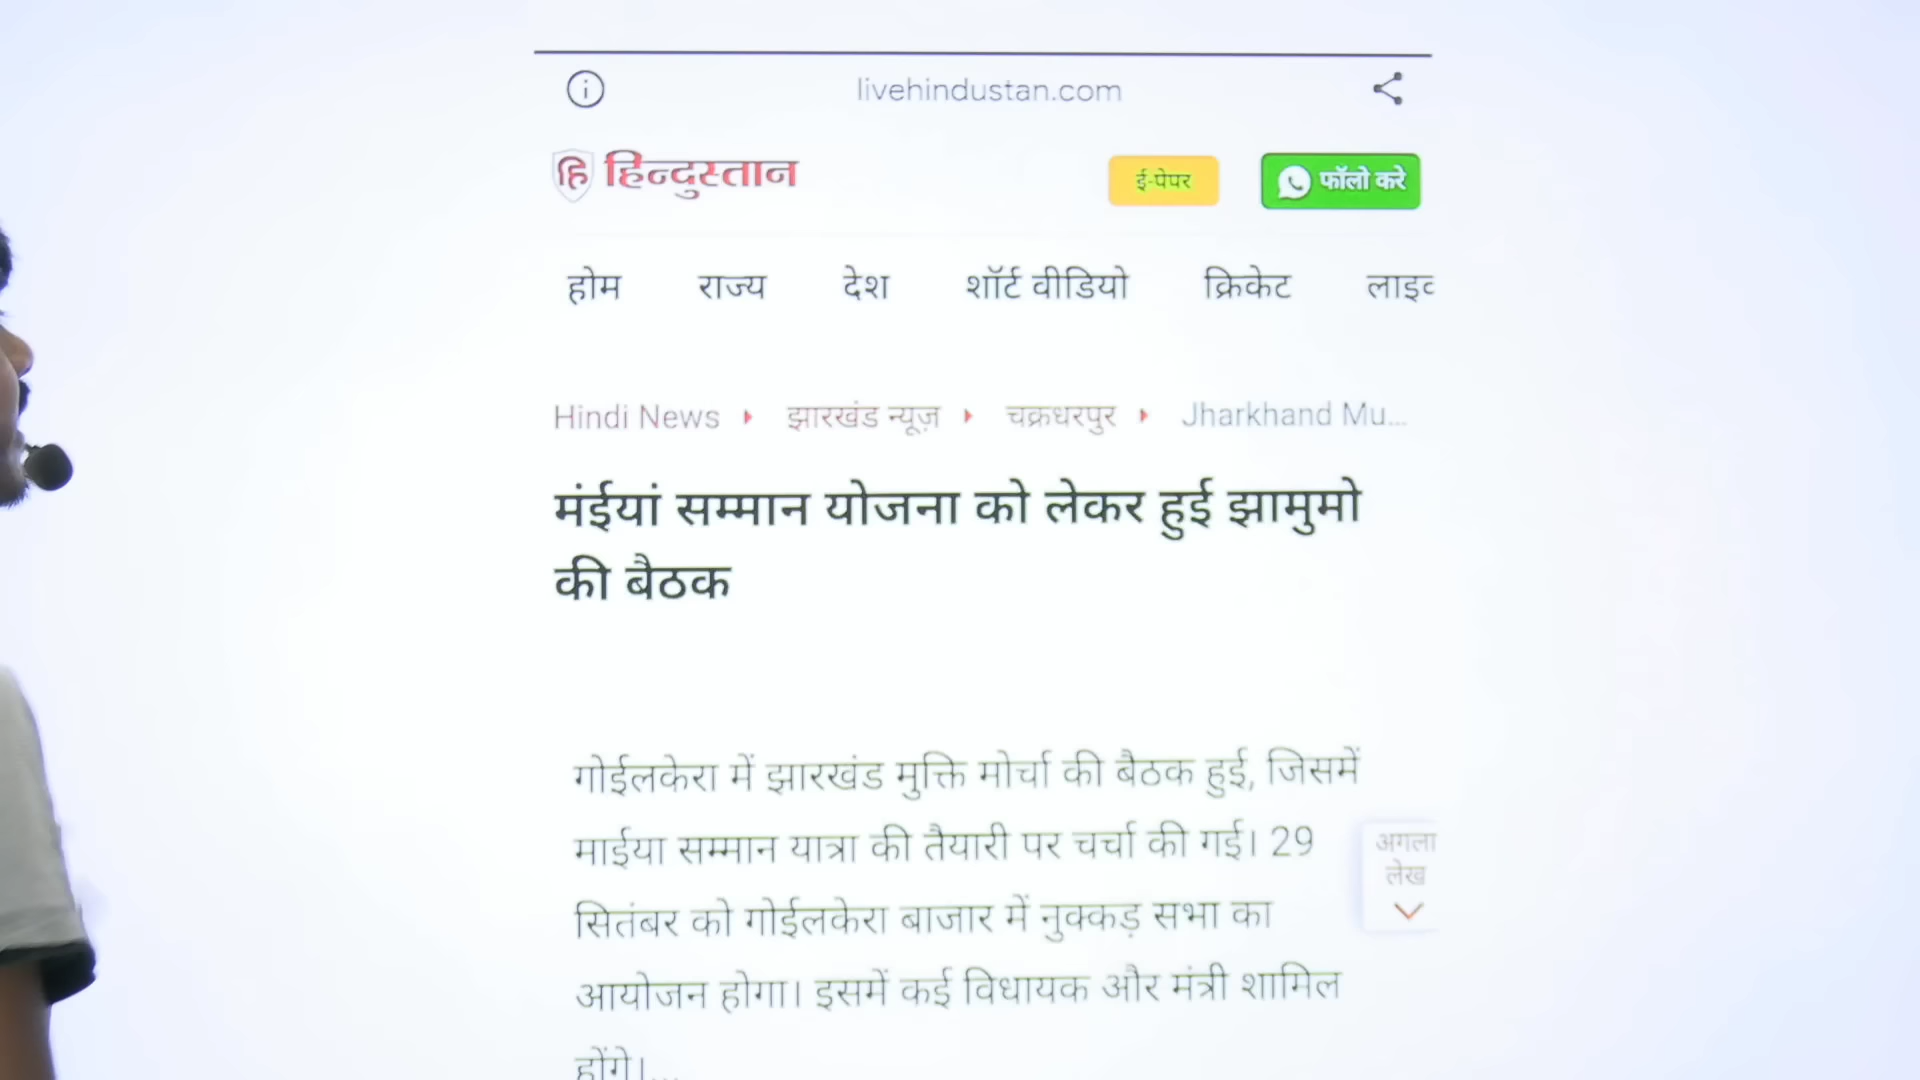 livehindustan.com
हि हिन्दुस्तान
ई-पेपर
फॉलो करे
होम राज्य देश शॉर्ट वीडियो क्रिकेट
Hindi News झारखंड न्यूज़ चक्रधरपुर Jharkhand Mu...
मंईयां सम्मान योजना को लेकर हुई झामुमो
की बैठक
गोईलकेरा में झारखंड मुक्ति मोर्चा की बैठक हुई, जिसमें
माईया सम्मान यात्रा की तैयारी पर चर्चा की गई। 29
सितंबर को गोईलकेरा बाजार में नुक्कड़ सभा का
आयोजन होगा। इसमें कई विधायक और मंत्री शामिल
होंगे।...
अगला
लेख